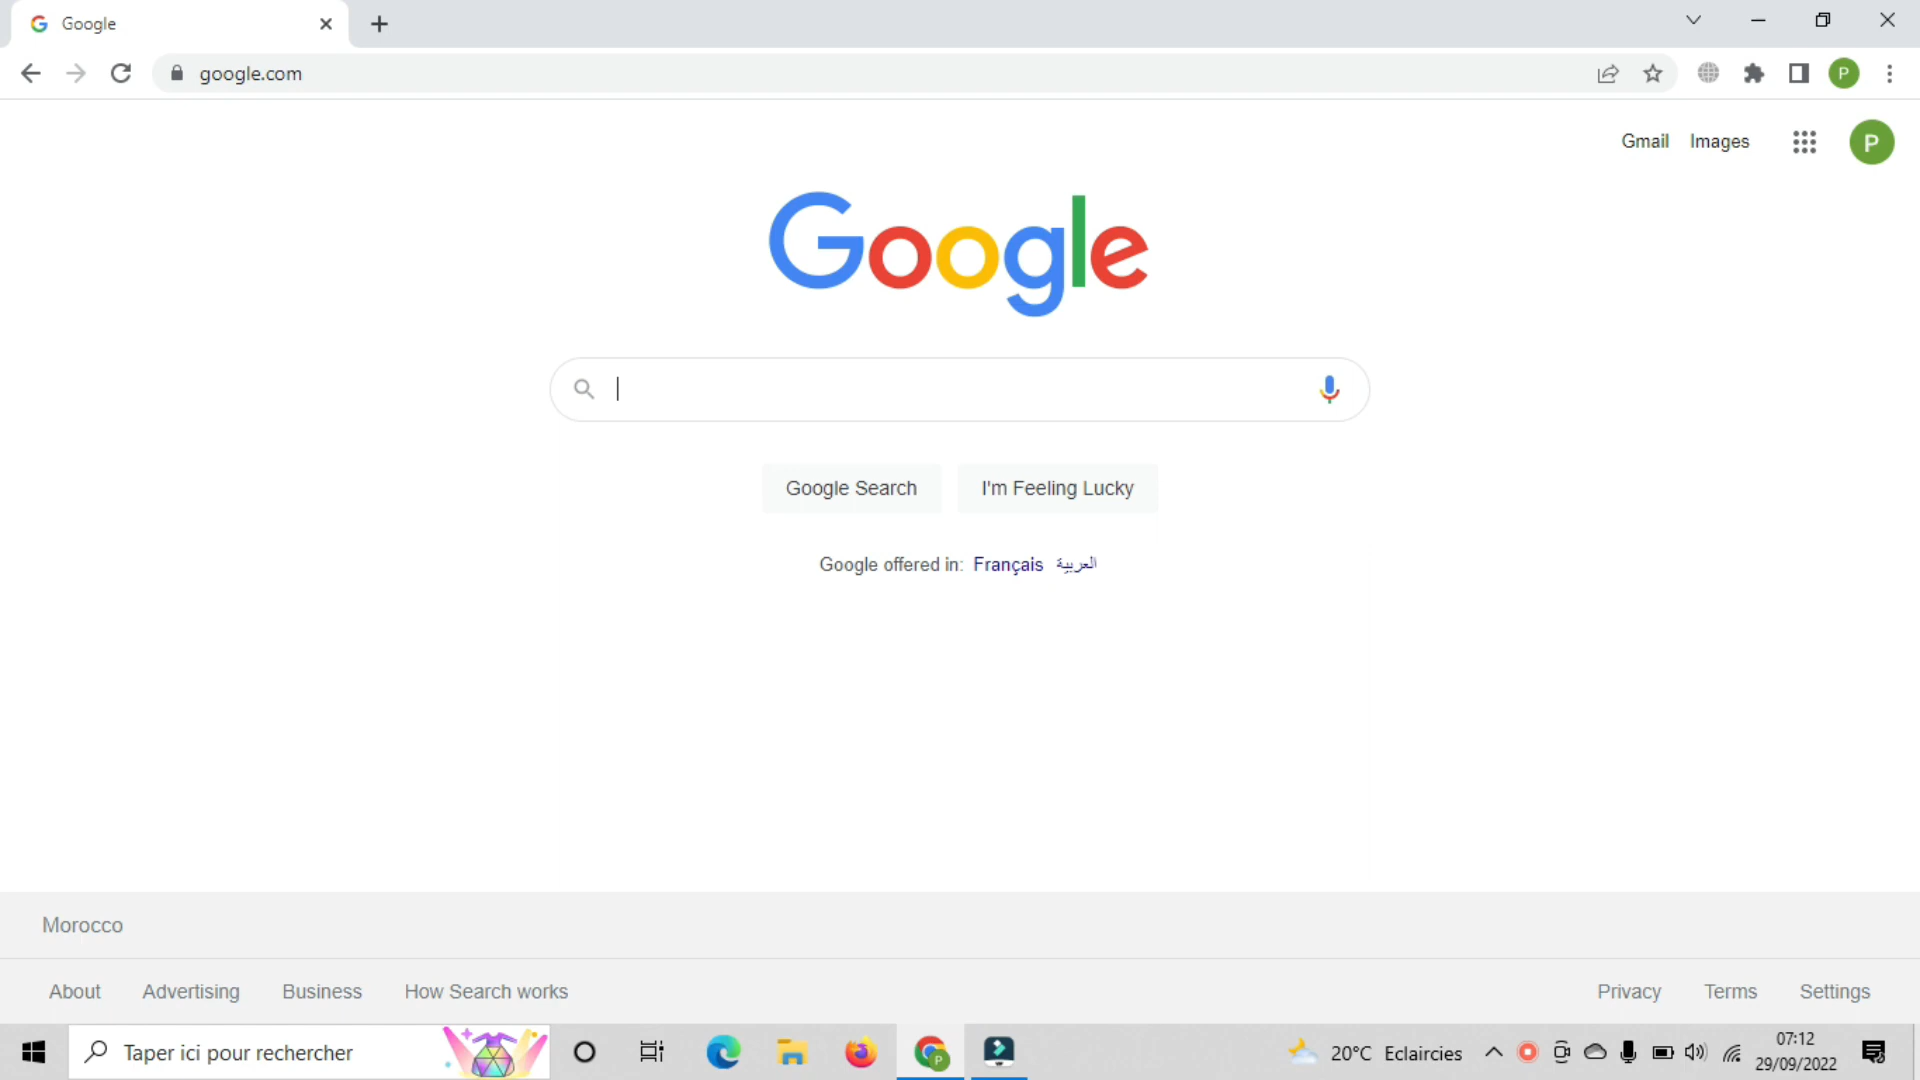 Google
google.com
P
Gmail Images
P
Google
Google Search I'm Feeling Lucky
Google offered in: Français العربية
Morocco
About Advertising Business How Search works Privacy Terms Settings
Taper ici pour rechercher
P
20°C Eclaircies
07:12
29/09/2022